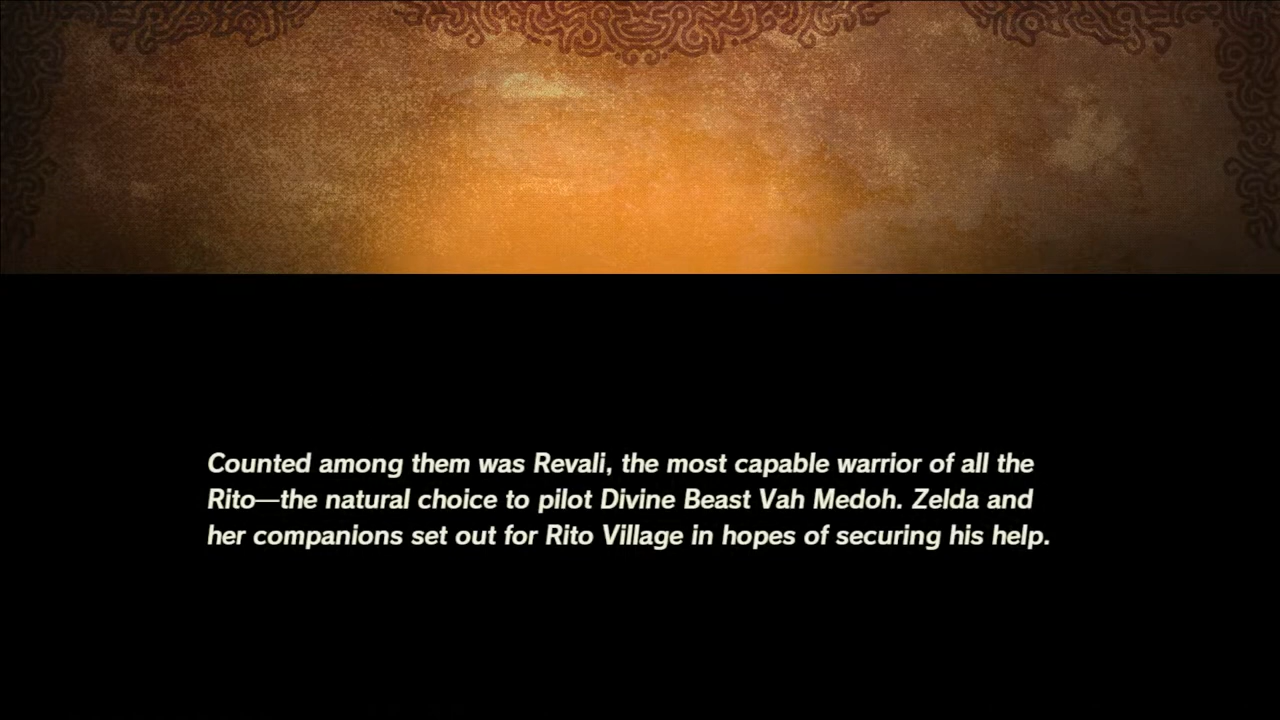 Counted among them was Revali, the most capable warrior of all the
Rito—the natural choice to pilot Divine Beast Vah Medoh. Zelda and
her companions set out for Rito Village in hopes of securing his help.